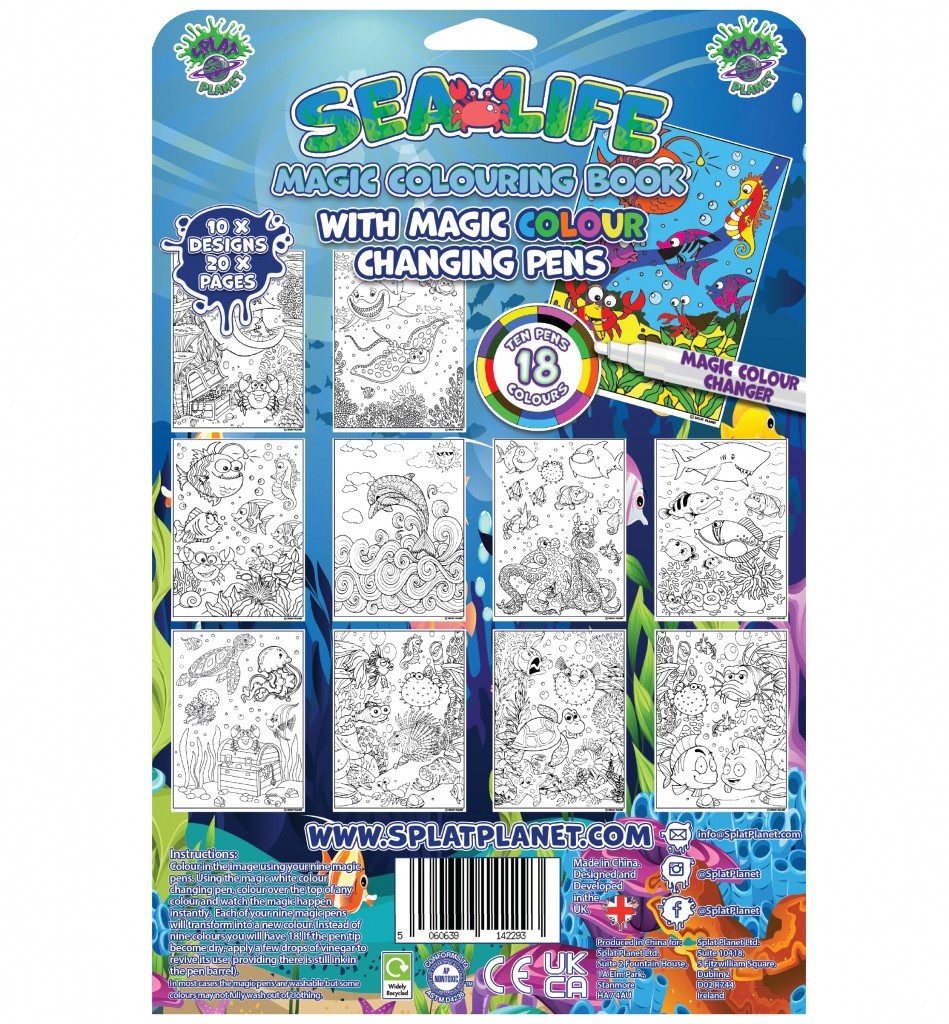 SPLAT
PLANET
SPLAT
PLANET
SEA LIFE
MAGIC COLOURING BOOK
WITH MAGIC COLOUR
CHANGING PENS
10 X
DESIGNS
20 X
PAGES
TEN PENS
18
COLOURS
MAGIC COLOUR
CHANGER
WWW.SPLATPLANET.COM
info@SplatPlanet.com
@SplatPlanet
@SplatPlanet
Instructions:
Colour in the image using your nine magic
pens. Using the magic white colour
changing pen, colour over the top of any
colour and watch the magic happen
instantly. Each of your nine magic pens
will transform into a new colour. Instead of
nine colours you will have 18! If the pen tip
become dry, apply a few drops of vinegar to
revive its use, providing there is still ink in
the pen barrel).
In most cases the magic pens are washable but some
colours may not fully wash out of clothing.
5 060639 142293
Made in China.
Designed and
Developed
in the
UK.
Widely
Recycled
CONFORMS TO
AP
NONTOXIC
ASTM D4236
TM
CE
UK
CA
Produced in China for:
Splat Planet Ltd.
Suite 2 Fountain House,
1A Elm Park,
Stanmore
HA7 4AU
Splat Planet Ltd.
Suite 10418,
5 Fitzwilliam Square,
Dublin 2
D02 R744
Ireland